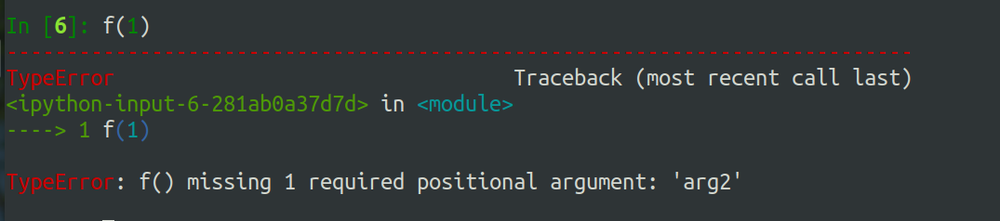 In [6]: f(1)
---------------------------------------------------------------------------
TypeError                                 Traceback (most recent call last)
<ipython-input-6-281ab0a37d7d> in <module>
----> 1 f(1)
TypeError: f() missing 1 required positional argument: 'arg2'